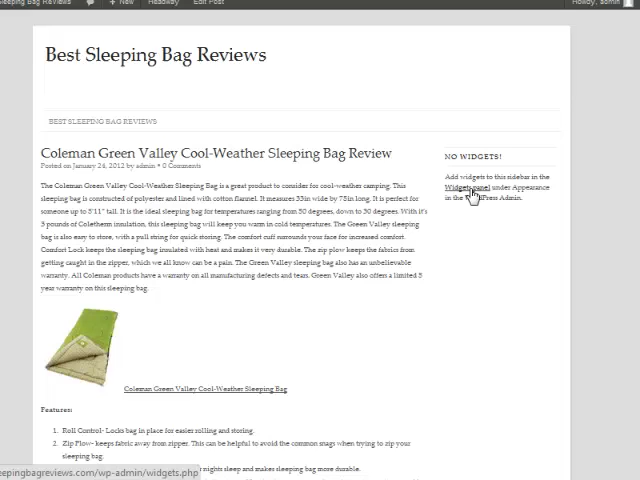 Sleeping Bag Reviews + New Headway Edit Post Howdy, admin
Best Sleeping Bag Reviews
BEST SLEEPING BAG REVIEWS
Coleman Green Valley Cool-Weather Sleeping Bag Review
Posted on January 24, 2012 by admin • 0 Comments
The Coleman Green Valley Cool-Weather Sleeping Bag is a great product to consider for cool-weather camping. This
sleeping bag is constructed of polyester and lined with cotton flannel. It measures 33in wide by 75in long. It is perfect for
someone up to 5'11" tall. It is the ideal sleeping bag for temperatures ranging from 50 degrees, down to 30 degrees. With it's
3 pounds of Coletherm insulation, this sleeping bag will keep you warm in cold temperatures. The Green Valley sleeping
bag is also easy to store, with a pull string for quick storing. The comfort cuff surrounds your face for increased comfort.
Comfort Lock keeps the sleeping bag insulated with heat and makes it very durable. The zip plow keeps the fabric from
getting caught in the zipper, which we all know can be a pain. The Green Valley sleeping bag also has an unbelievable
warranty. All Coleman products have a warranty on all manufacturing defects and tears. Green Valley also offers a limited 5
year warranty on this sleeping bag.
Coleman Green Valley Cool-Weather Sleeping Bag
Features:
1. Roll Control- Locks bag in place for easier rolling and storing.
2. Zip Plow- keeps fabric away from zipper. This can be helpful to avoid the common snags when trying to zip your
sleeping bag.
nights sleep and makes sleeping bag more durable.
NO WIDGETS!
Add widgets to this sidebar in the
Widgets panel under Appearance
in the Press Admin.
eepingbagreviews.com/wp-admin/widgets.php